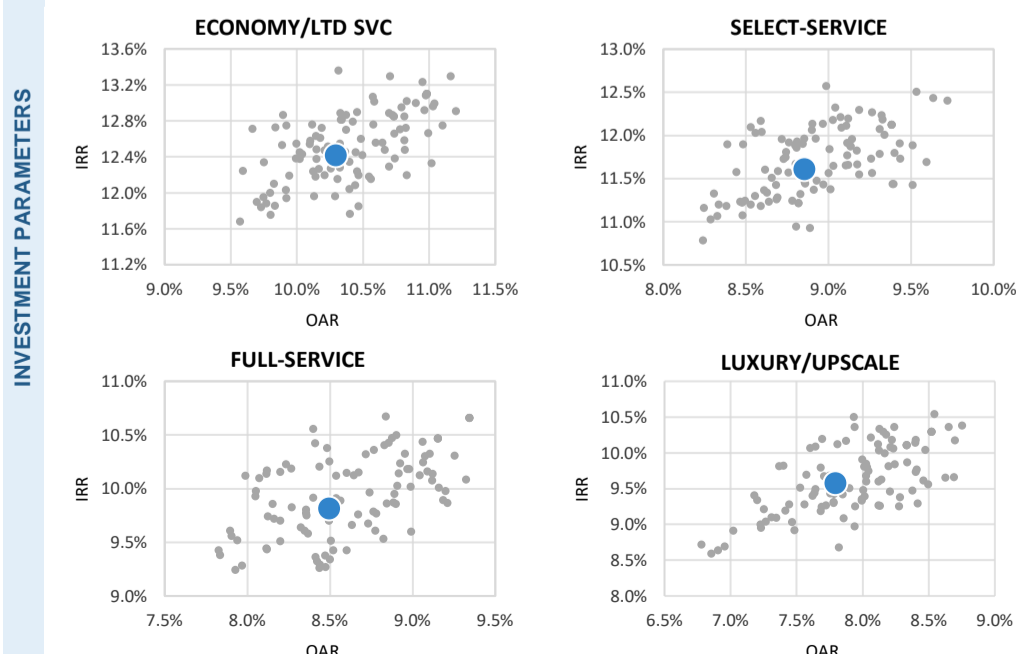 INVESTMENT PARAMETERS
ECONOMY/LTD SVC
13.6%
13.2%
12.8%
12.4%
12.0%
11.6%
11.2%
IRR
9.0% 9.5% 10.0% 10.5% 11.0% 11.5%
OAR
SELECT-SERVICE
13.0%
12.5%
12.0%
11.5%
11.0%
10.5%
IRR
8.0% 8.5% 9.0% 9.5% 10.0%
OAR
FULL-SERVICE
11.0%
10.5%
10.0%
9.5%
9.0%
IRR
7.5% 8.0% 8.5% 9.0% 9.5%
OAR
LUXURY/UPSCALE
11.0%
10.5%
10.0%
9.5%
9.0%
8.5%
8.0%
IRR
6.5% 7.0% 7.5% 8.0% 8.5% 9.0%
OAR